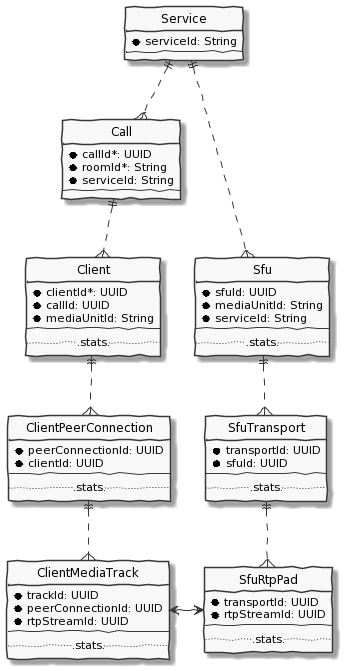 Service
serviceId: String
Call
callId*: UUID
roomId*: String
serviceId: String
Client
clientId*: UUID
callId: UUID
mediaUnitId: String
.stats.
Sfu
sfuId: UUID
mediaUnitId: String
serviceId: String
.stats.
ClientPeerConnection
peerConnectionId: UUID
clientId: UUID
.stats.
SfuTransport
transportId: UUID
sfuId: UUID
.stats.
ClientMediaTrack
trackId: UUID
peerConnectionId: UUID
rtpStreamId: UUID
.stats.
SfuRtpPad
transportId: UUID
rtpStreamId: UUID
.stats.